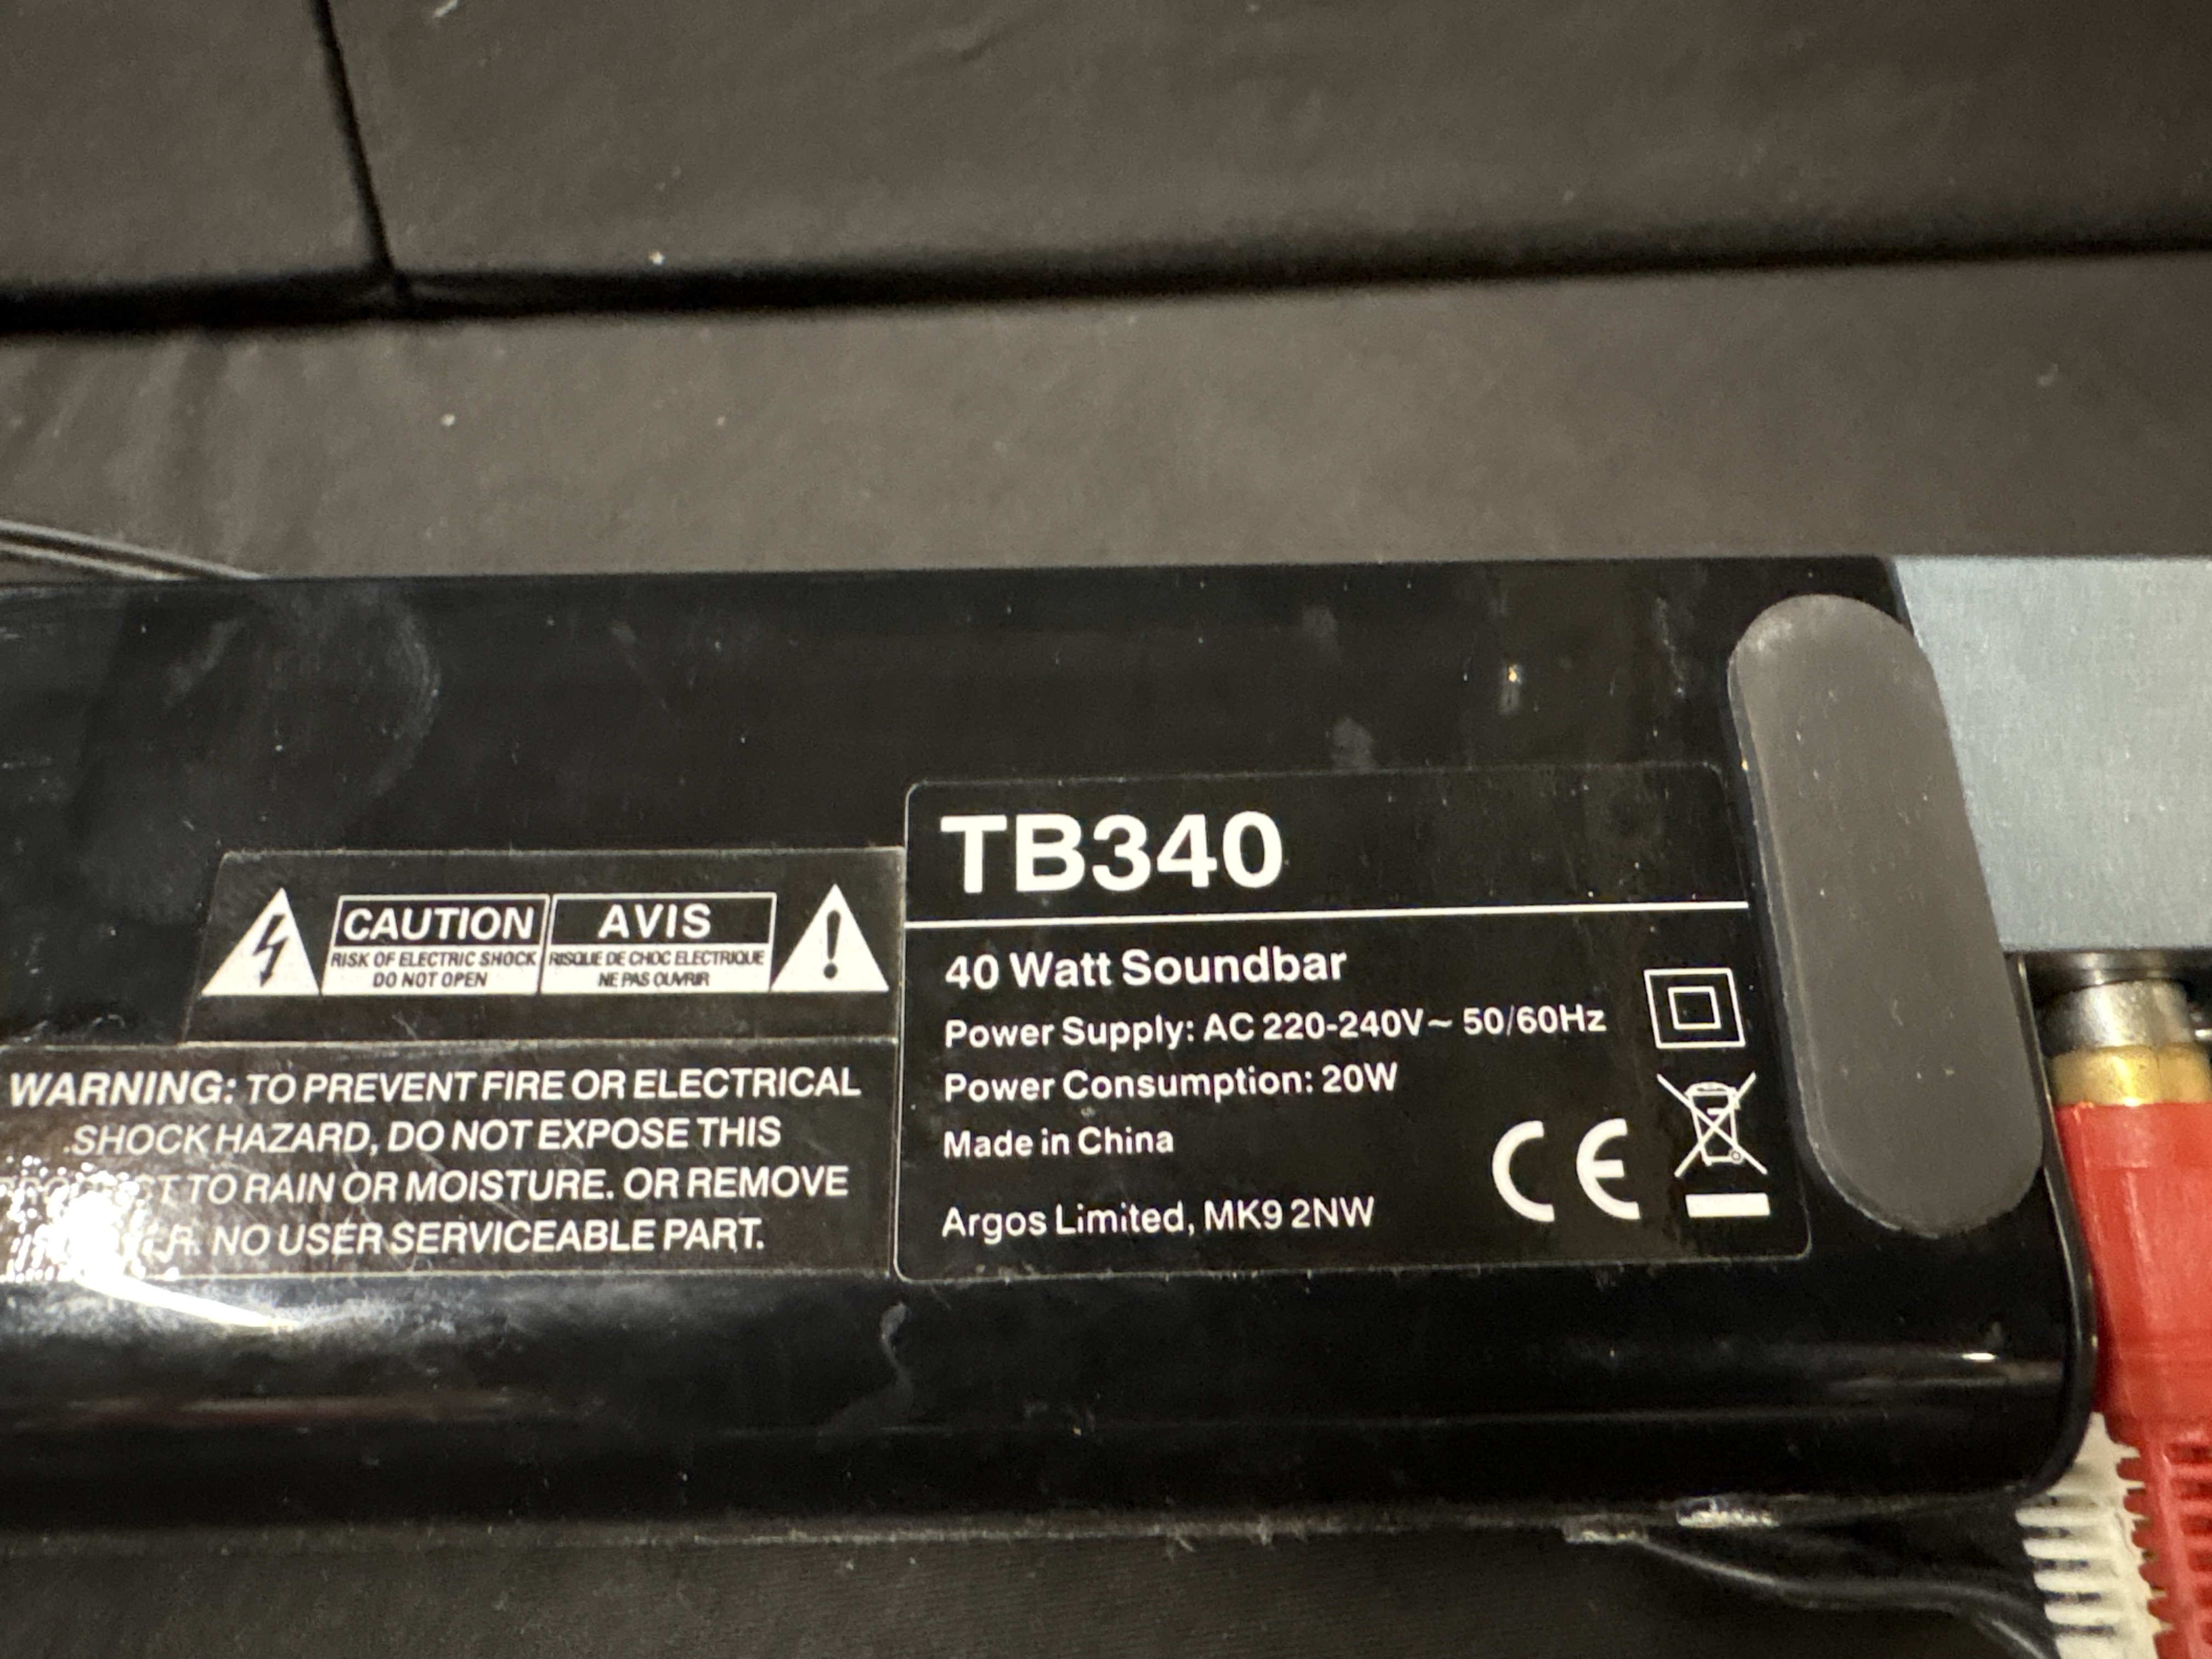 CAUTION
RISK OF ELECTRIC SHOCK
DO NOT OPEN
AVIS
RISQUE DE CHOC ELECTRIQUE
NE PAS OUVRIR
WARNING: TO PREVENT FIRE OR ELECTRICAL
SHOCK HAZARD, DO NOT EXPOSE THIS
TO RAIN OR MOISTURE. OR REMOVE
NO USER SERVICEABLE PART.
TB340
40 Watt Soundbar
Power Supply: AC 220-240V~ 50/60Hz
Power Consumption: 20W
Made in China
Argos Limited, MK9 2NW
CE